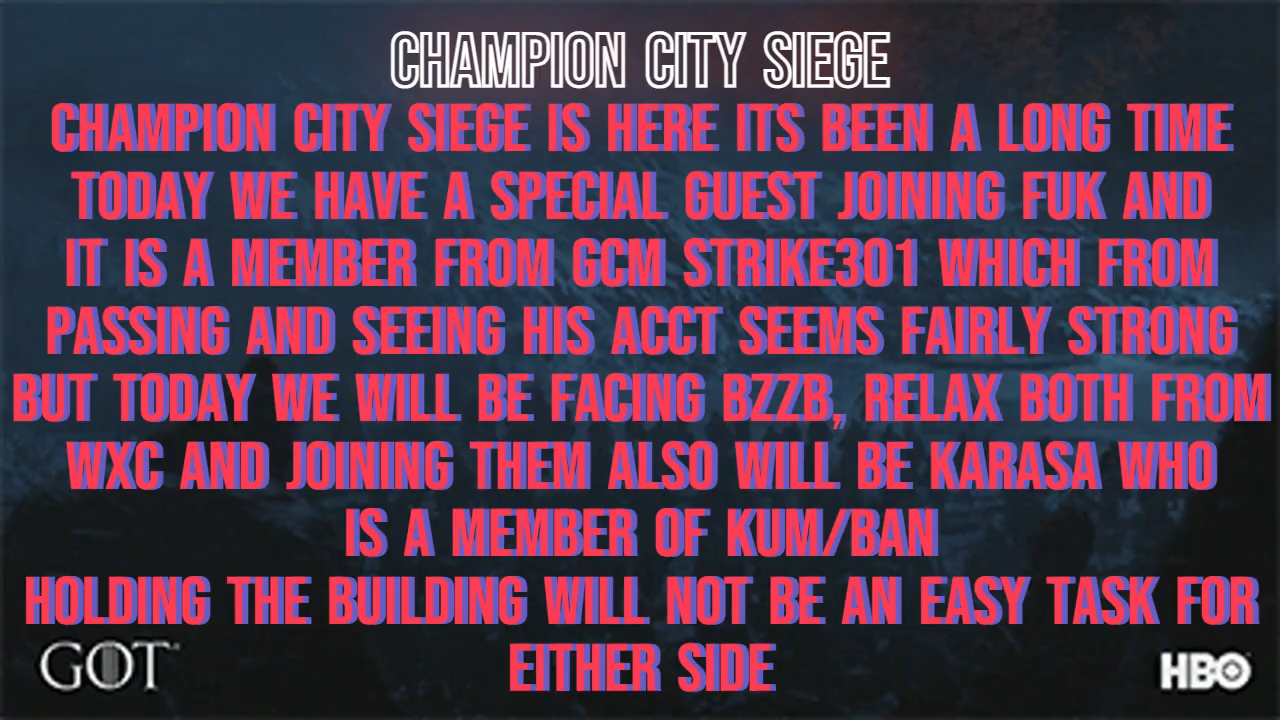 CHAMPION CITY SIEGE
CHAMPION CITY SIEGE IS HERE ITS BEEN A LONG TIME
TODAY WE HAVE A SPECIAL GUEST JOINING FUK AND
IT IS A MEMBER FROM GCM STRIKE301 WHICH FROM
PASSING AND SEEING HIS ACCT SEEMS FAIRLY STRONG
BUT TODAY WE WILL BE FACING BZZB, RELAX BOTH FROM
WXC AND JOINING THEM ALSO WILL BE KARASA WHO
IS A MEMBER OF KUM/BAN
HOLDING THE BUILDING WILL NOT BE AN EASY TASK FOR
EITHER SIDE
GOT
HBO